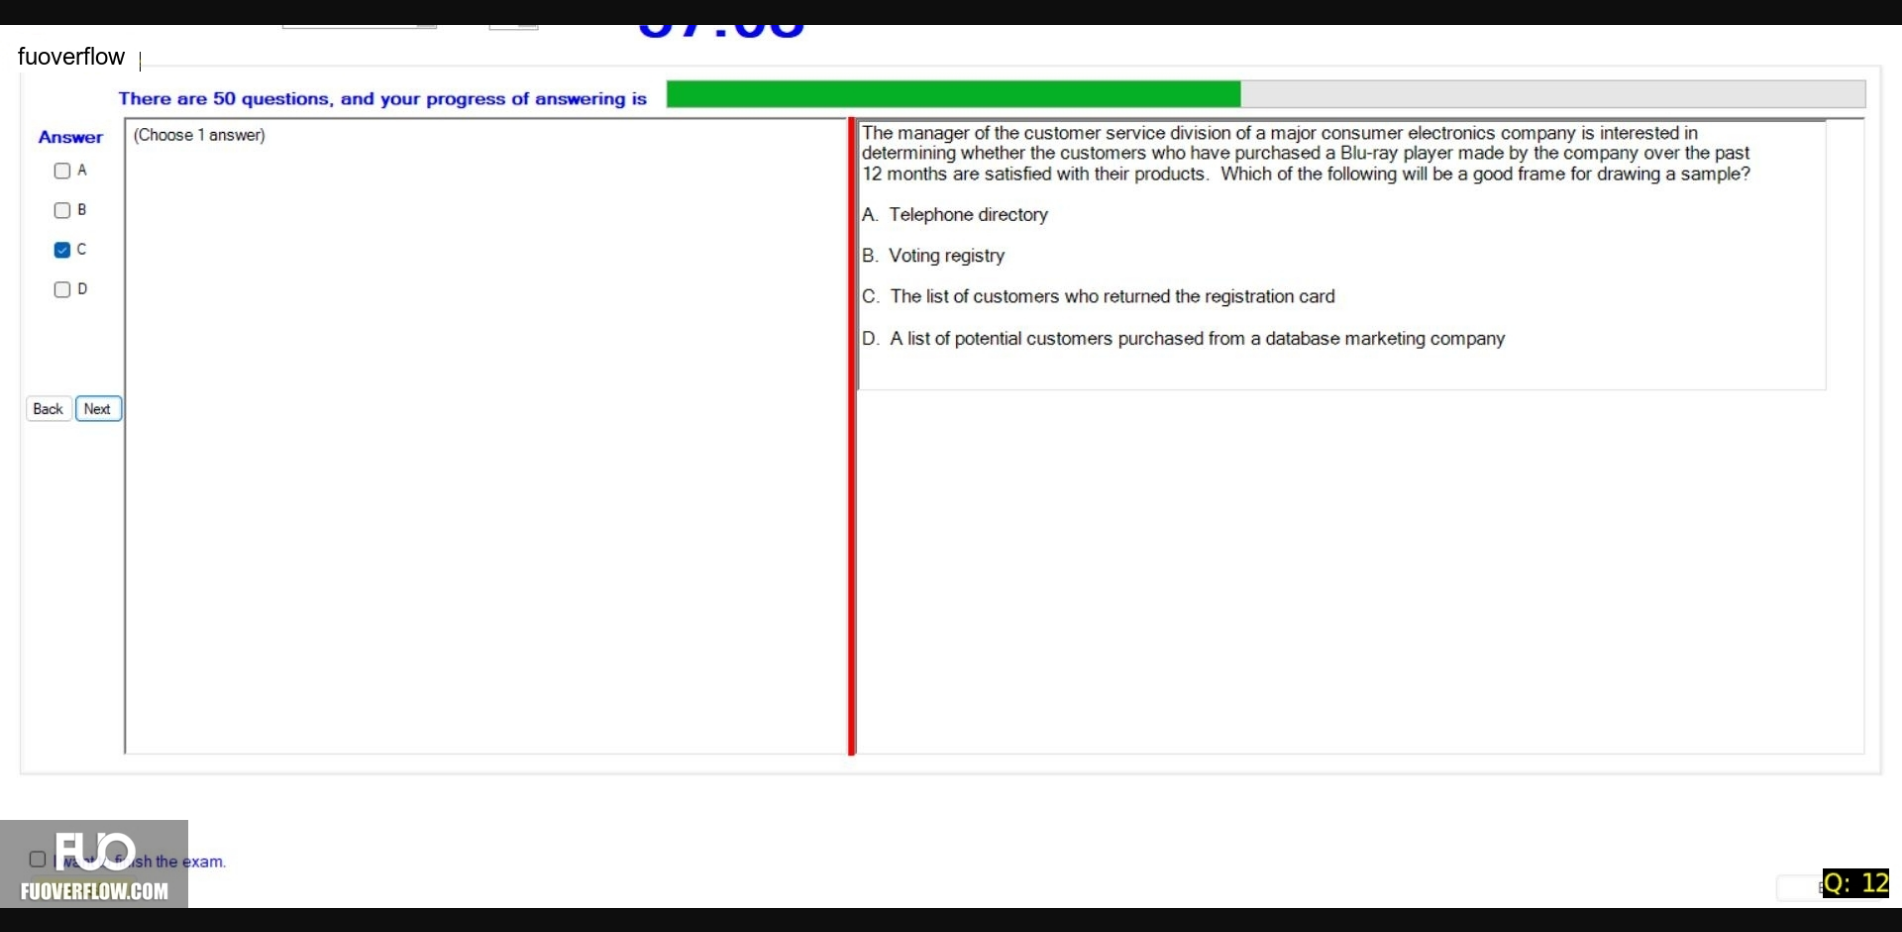 fuoverflow
There are 50 questions, and your progress of answering is
Answer
(Choose 1 answer)
A
B
C
D
Back Next
The manager of the customer service division of a major consumer electronics company is interested in
determining whether the customers who have purchased a Blu-ray player made by the company over the past
12 months are satisfied with their products. Which of the following will be a good frame for drawing a sample?
A. Telephone directory
B. Voting registry
C. The list of customers who returned the registration card
D. A list of potential customers purchased from a database marketing company
the exam.
FUO
FUOVERFLOW.COM
Q: 12